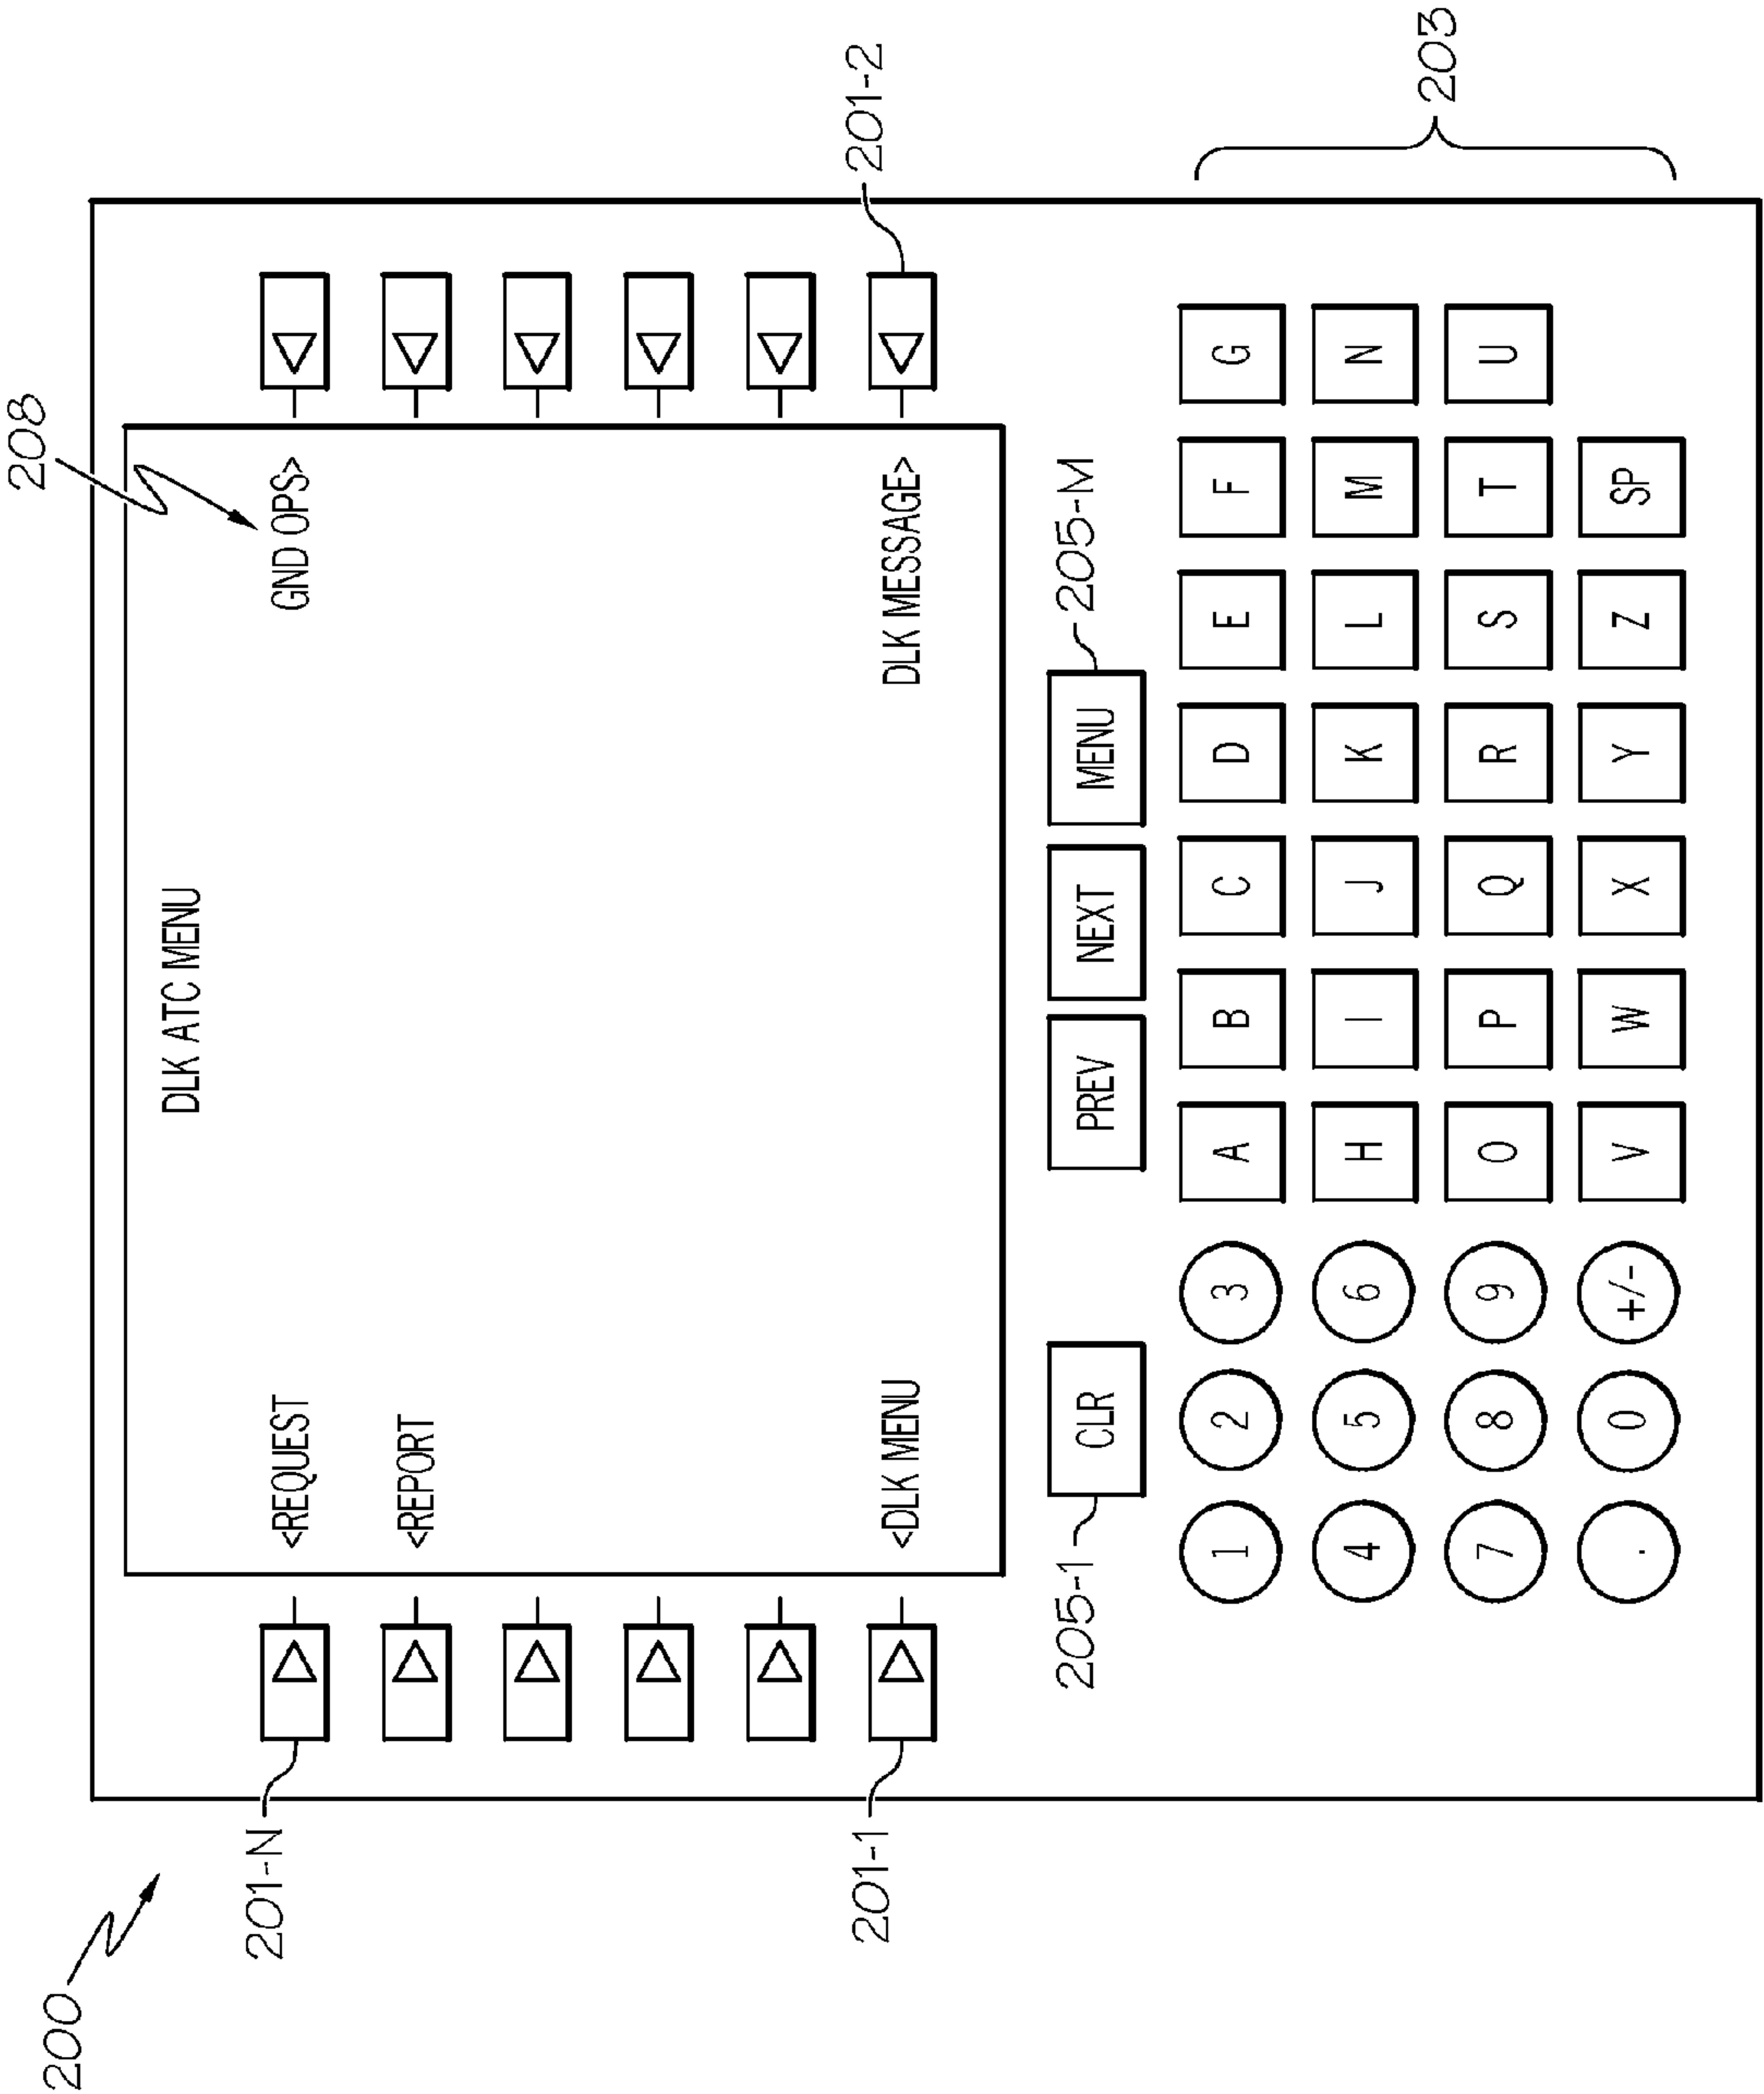 200
208
DLK ATC MENU
201-N
<REQUEST
GND OPS>
<REPORT
201-1
<DLK MENU
DLK MESSAGE>
201-2
205-1
CLR
PREV
NEXT
MENU
205-M
1 2 3 A B C D E F G
4 5 6 H I J K L M N
7 8 9 O P Q R S T U
. 0 +/- V W X Y Z SP
203